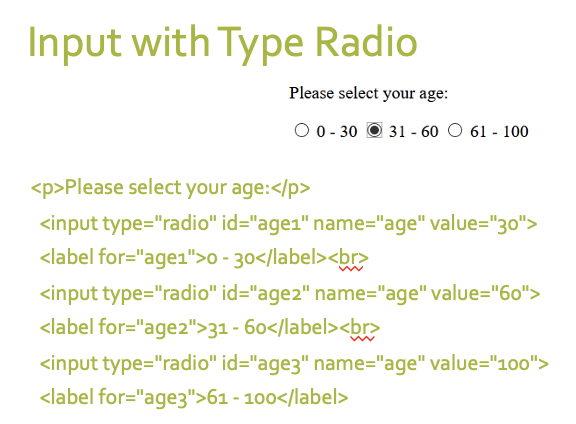 Input with Type Radio
Please select your age:
0 - 30 31 - 60 61 - 100
<p>Please select your age:</p>
<input type="radio" id="age1" name="age" value="30">
<label for="age1">0 - 30</label><br>
<input type="radio" id="age2" name="age" value="60">
<label for="age2">31 - 60</label><br>
<input type="radio" id="age3" name="age" value="100">
<label for="age3">61 - 100</label>